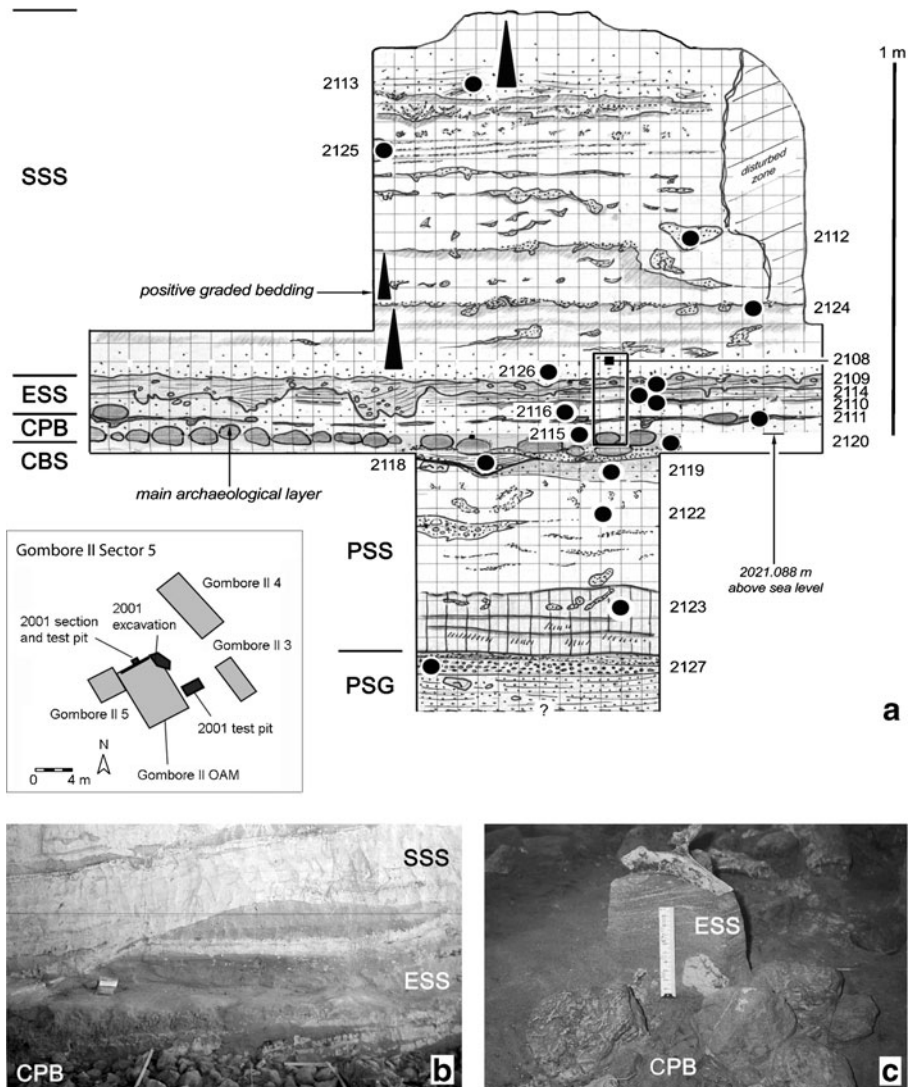 SSS
ESS
CPB
CBS
2113
2125
positive graded bedding
disturbed
zone
1 m
2112
2124
2108
2126
2109
2114
2116
2110
2111
2115
2120
2118
2119
main archaeological layer
2122
PSS
2021.088 m
above sea level
2123
PSG
2127
?
a
Gombore II Sector 5
Gombore II 4
2001 section
and test pit
2001
excavation
Gombore II 3
Gombore II 5
2001 test pit
N
0 4 m
Gombore II OAM
SSS
ESS
CPB
b
ESS
CPB
c